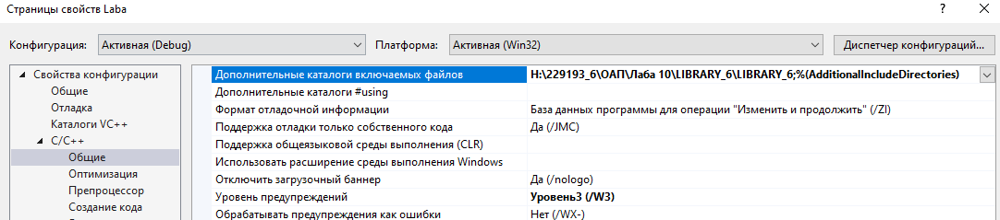 Страницы свойств Laba ? ×
Конфигурация: Активная (Debug) Платформа: Активная (Win32) Диспетчер конфигураций...
Свойства конфигурации
Общие
Отладка
Каталоги VC++
C/C++
Общие
Оптимизация
Препроцессор
Создание кода
Дополнительные каталоги включаемых файлов H:\229193_6\ОАП\Лаба 10\LIBRARY_6\LIBRARY_6;%(AdditionalIncludeDirectories)
Дополнительные каталоги #using
Формат отладочной информации База данных программы для операции "Изменить и продолжить" (/ZI)
Поддержка отладки только собственного кода Да (/JMC)
Поддержка общеязыковой среды выполнения (CLR)
Использовать расширение среды выполнения Windows
Отключить загрузочный баннер Да (/nologo)
Уровень предупреждений Уровень3 (/W3)
Обрабатывать предупреждения как ошибки Нет (/WX-)